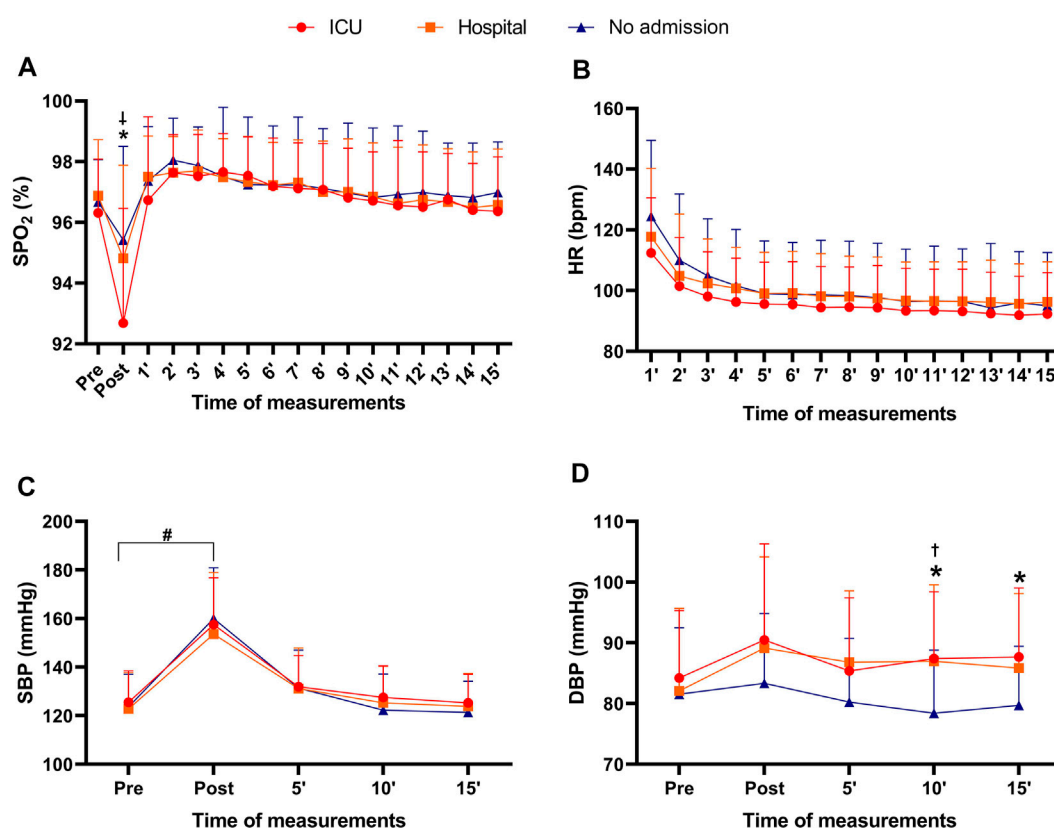 ICU Hospital No admission
A
SPO2 (%)
100
98
96
94
92
‡
*
Pre Post 1' 2' 3' 4' 5' 6' 7' 8' 9' 10' 11' 12' 13' 14' 15'
Time of measurements
B
HR (bpm)
160
140
120
100
80
1' 2' 3' 4' 5' 6' 7' 8' 9' 10' 11' 12' 13' 14' 15
Time of measurements
C
SBP (mmHg)
200
180
160
140
120
100
#
Pre Post 5' 10' 15'
Time of measurements
D
DBP (mmHg)
110
100
90
80
70
†
* *
Pre Post 5' 10' 15'
Time of measurements